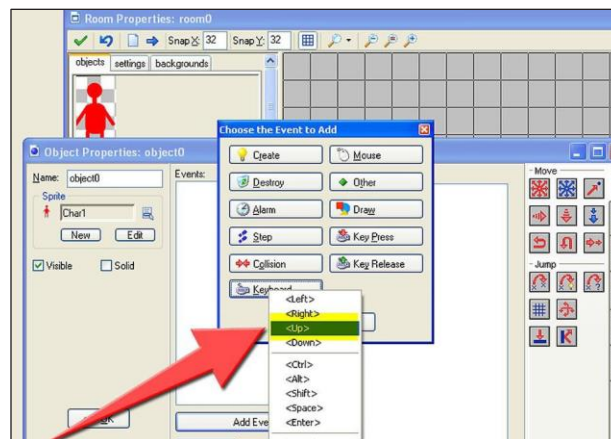 Room Properties: room0
Snap X: 32 Snap Y: 32
objects settings backgrounds
Choose the Event to Add
Create Mouse
Object Properties: object0
Name: object0 Events: Destroy Other
Move
Sprite
Char1 Alarm Draw
New Edit Step Key Press
Visible Solid Collision Key Release
Jump
Keyboard
<Left>
<Right>
<Up>
<Down>
<Ctrl>
<Alt>
<Shift>
<Space>
OK Add Eve <Enter>